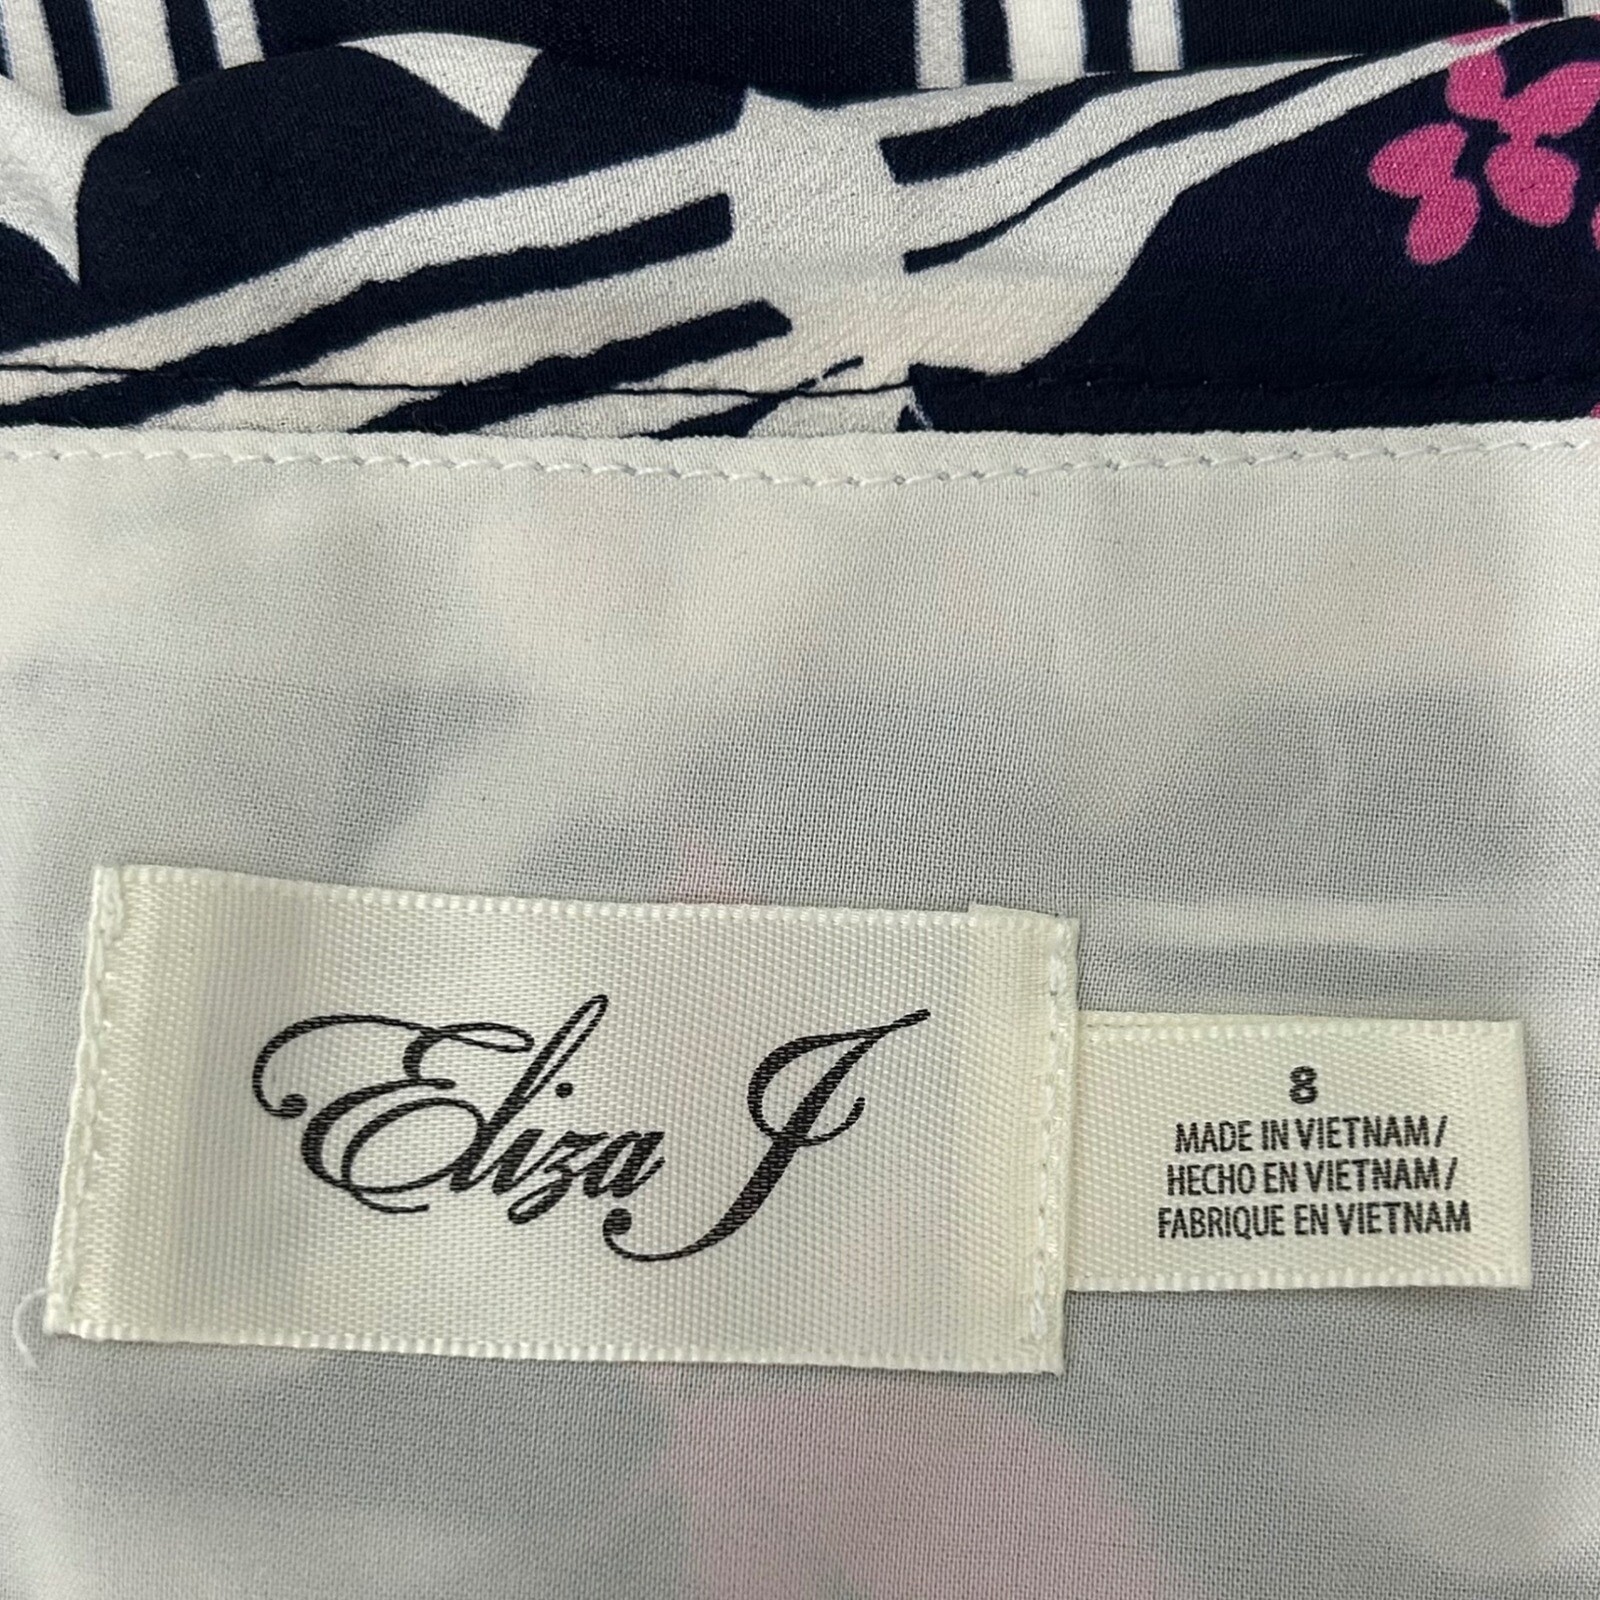 Eliza J
8
MADE IN VIETNAM/
HECHO EN VIETNAM/
FABRIQUE EN VIETNAM